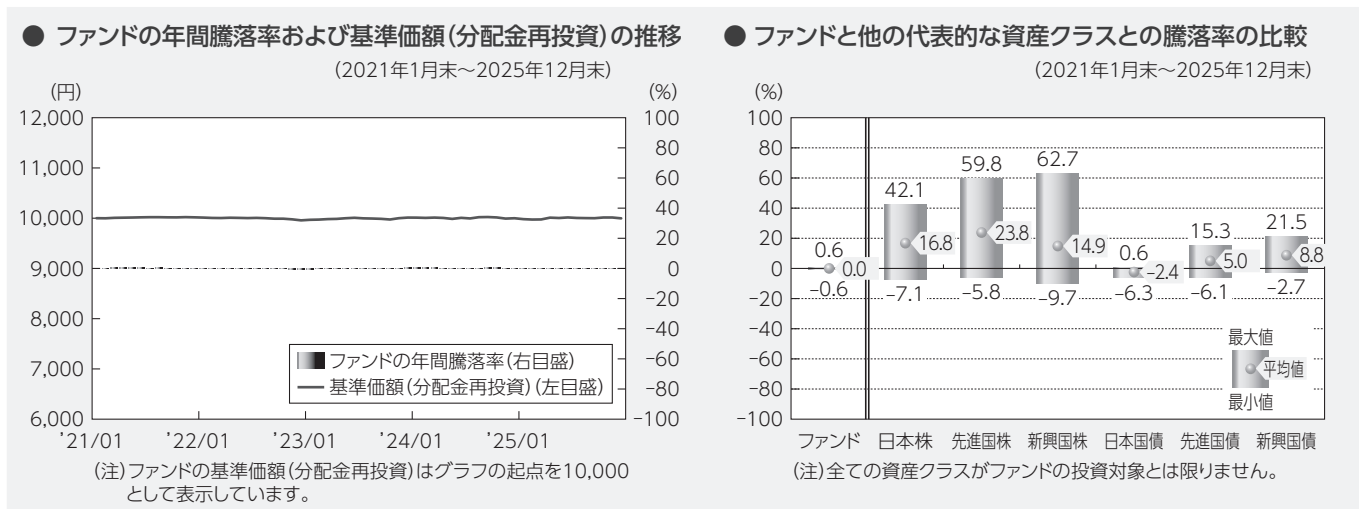 ● ファンドの年間騰落率および基準価額(分配金再投資)の推移
(2021年1月末～2025年12月末)
(円)
(%)
12,000
11,000
10,000
9,000
8,000
7,000
6,000
100
80
60
40
20
0
−20
−40
−60
−80
−100
ファンドの年間騰落率(右目盛)
基準価額(分配金再投資)(左目盛)
'21/01 '22/01 '23/01 '24/01 '25/01
(注)ファンドの基準価額(分配金再投資)はグラフの起点を10,000
として表示しています。
● ファンドと他の代表的な資産クラスとの騰落率の比較
(2021年1月末～2025年12月末)
(%)
100
80
60
40
20
0
−20
−40
−60
−80
−100
0.6 42.1 59.8 62.7 0.6 15.3 21.5
0.0 16.8 23.8 14.9 −2.4 5.0 8.8
−0.6 −7.1 −5.8 −9.7 −6.3 −6.1 −2.7
最大値
平均値
最小値
ファンド 日本株 先進国株 新興国株 日本国債 先進国債 新興国債
(注)全ての資産クラスがファンドの投資対象とは限りません。